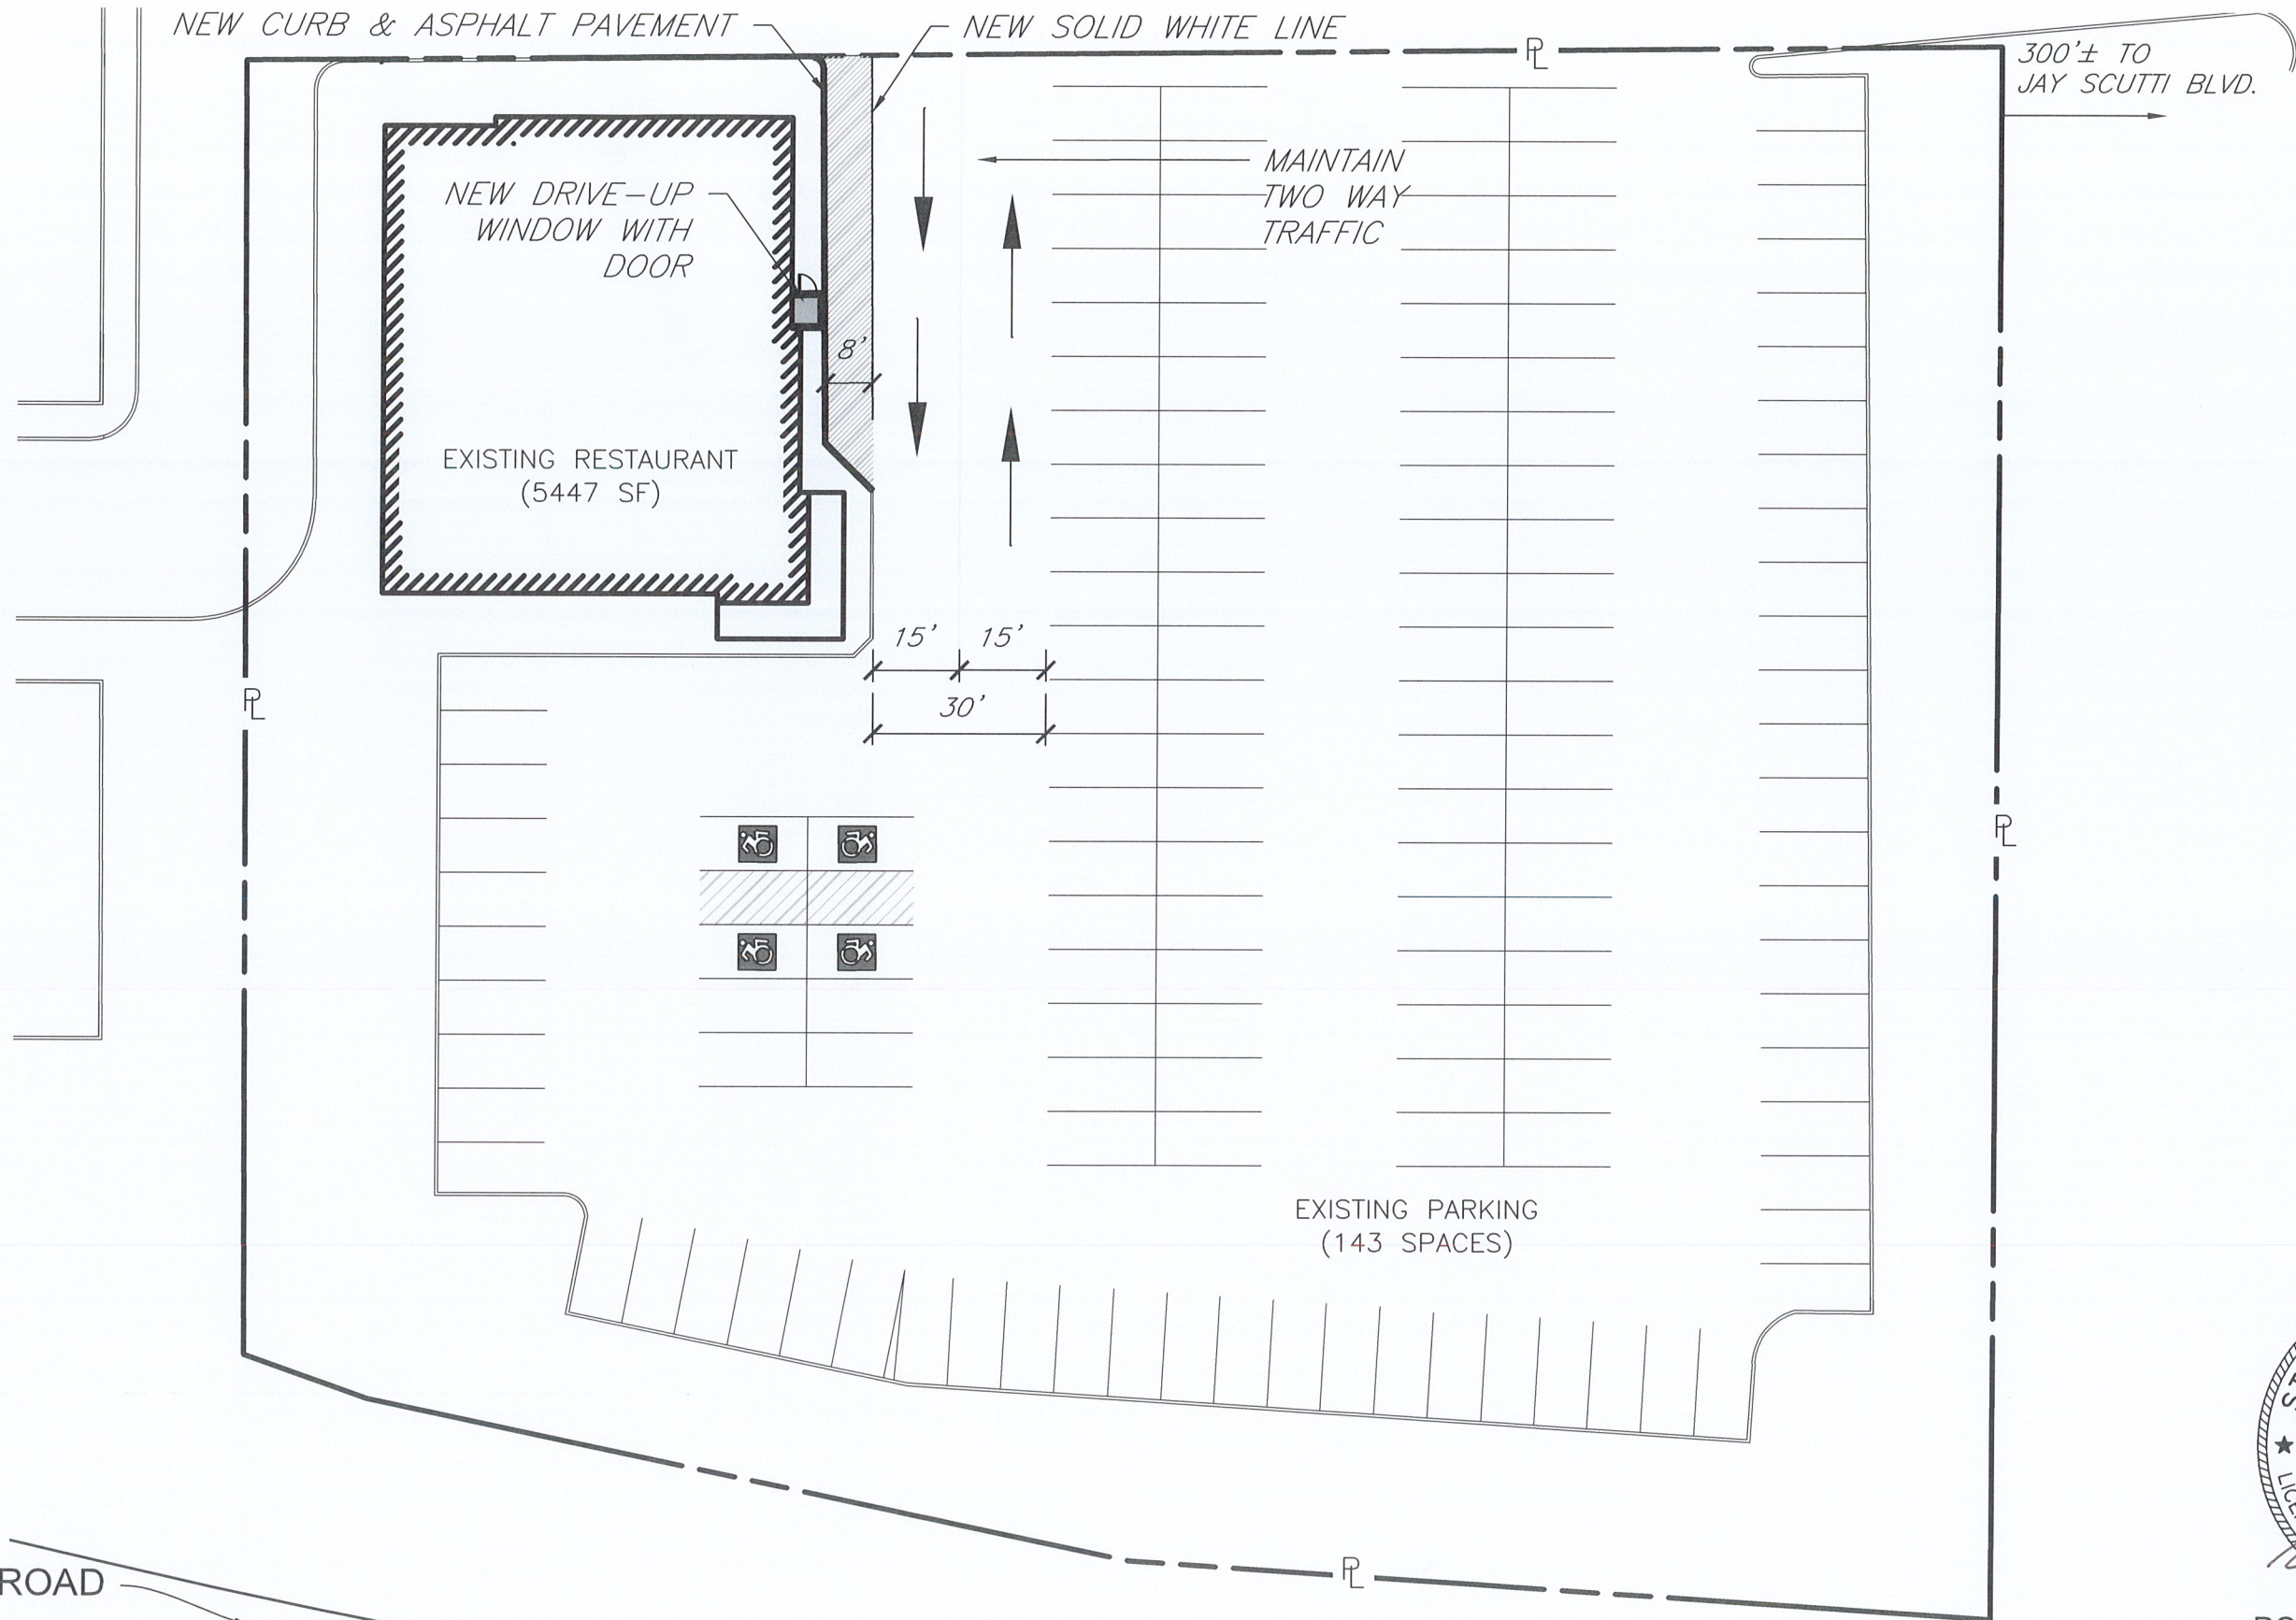 NEW CURB & ASPHALT PAVEMENT
NEW SOLID WHITE LINE
PL
300'± TO
JAY SCUTTI BLVD.
MAINTAIN
TWO WAY
TRAFFIC
NEW DRIVE-UP
WINDOW WITH
DOOR
8'
EXISTING RESTAURANT
(5447 SF)
15' 15'
30'
PL
PL
EXISTING PARKING
(143 SPACES)
PL
ROAD